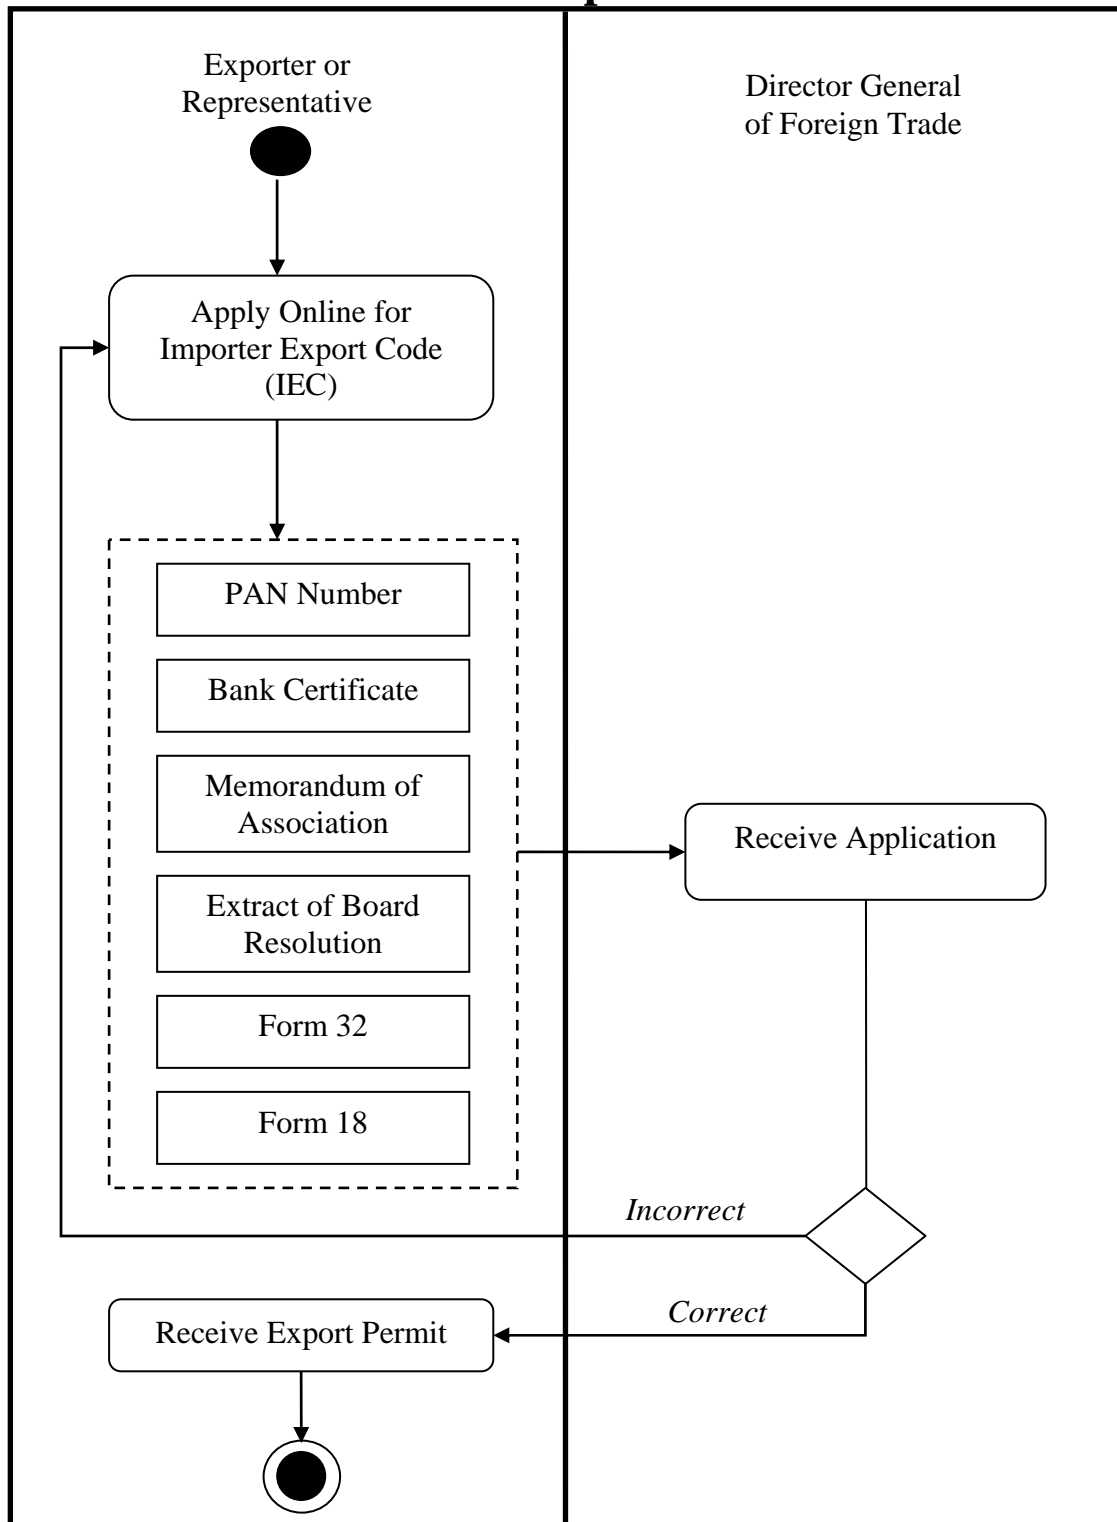 Exporter or
Representative
Director General
of Foreign Trade
Apply Online for
Importer Export Code
(IEC)
PAN Number
Bank Certificate
Memorandum of
Association
Receive Application
Extract of Board
Resolution
Form 32
Form 18
Incorrect
Correct
Receive Export Permit